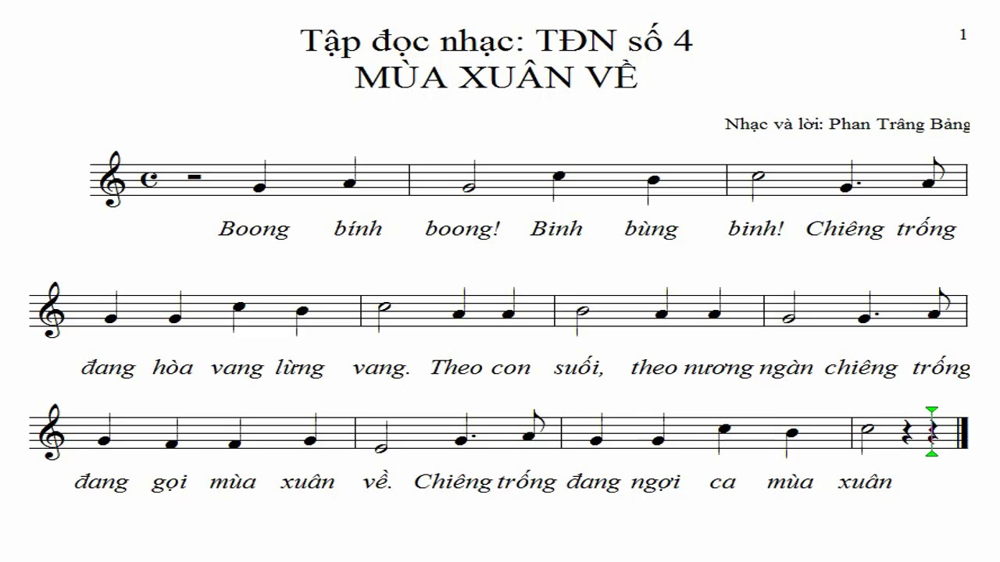 1
Tập đọc nhạc: TĐN số 4
MÙA XUÂN VỀ
Nhạc và lời: Phan Trâng Bảng
Boong bính boong! Binh bùng binh! Chiêng trống
đang hòa vang lừng vang. Theo con suối, theo nương ngàn chiêng trống
đang gọi mùa xuân về. Chiêng trống đang ngợi ca mùa xuân